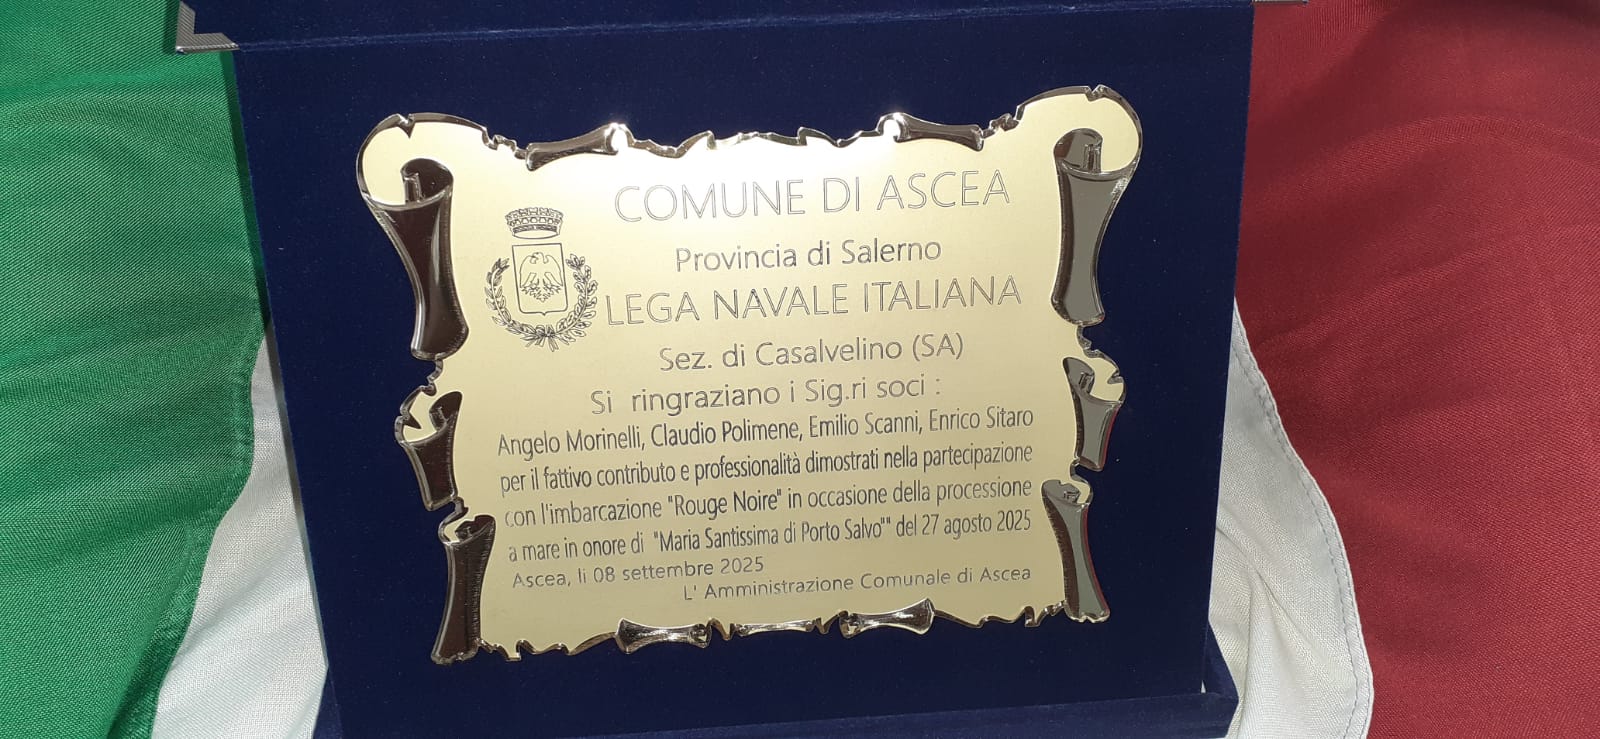 COMUNE DI ASCEA
Provincia di Salerno
LEGA NAVALE ITALIANA
Sez. di Casalvelino (SA)
Si ringraziano i Sig.ri soci :
Angelo Morinelli, Claudio Polimene, Emilio Scanni, Enrico Sitaro
per il fattivo contributo e professionalità dimostrati nella partecipazione
con l'imbarcazione "Rouge Noire" in occasione della processione
a mare in onore di "Maria Santissima di Porto Salvo"" del 27 agosto 2025
Ascea, li 08 settembre 2025
L' Amministrazione Comunale di Ascea